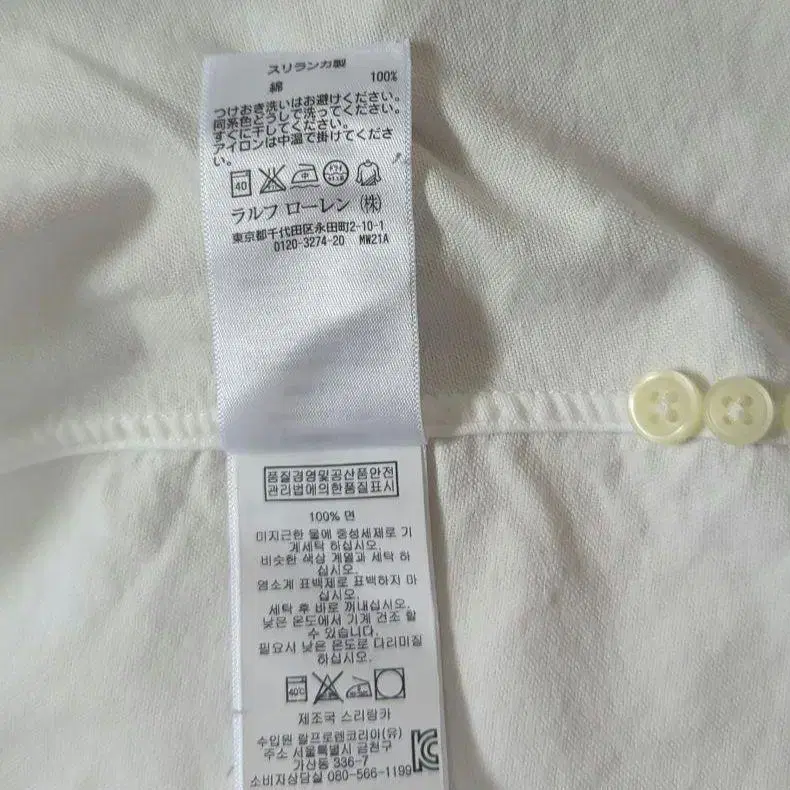 スリランカ製
綿 100%
つけおき洗いはお避けください。
同系色どうしで洗ってください。
すぐに干してください。
アイロンは中温で掛けてくださ
い。
40 中 ドライ
ラルフ ローレン (株)
東京都千代田区永田町2-10-1
0120-3274-20 MW21A
품질경영및공산품안전
관리법에의한품질표시
100% 면
미지근한 물에 중성세제로 기
계세탁 하십시오.
비슷한 색상 계열과 세탁 하
십시오.
염소계 표백제로 표백하지 마
십시오.
세탁 후 바로 꺼내십시오.
낮은 온도에서 기계 건조 할
수 있습니다.
필요시 낮은 온도로 다리미질
하십시오.
40℃
제조국 스리랑카
수입원 랄프로렌코리아(유)
주소 서울특별시 금천구
가산동 336-7
소비자상담실 080-566-1199